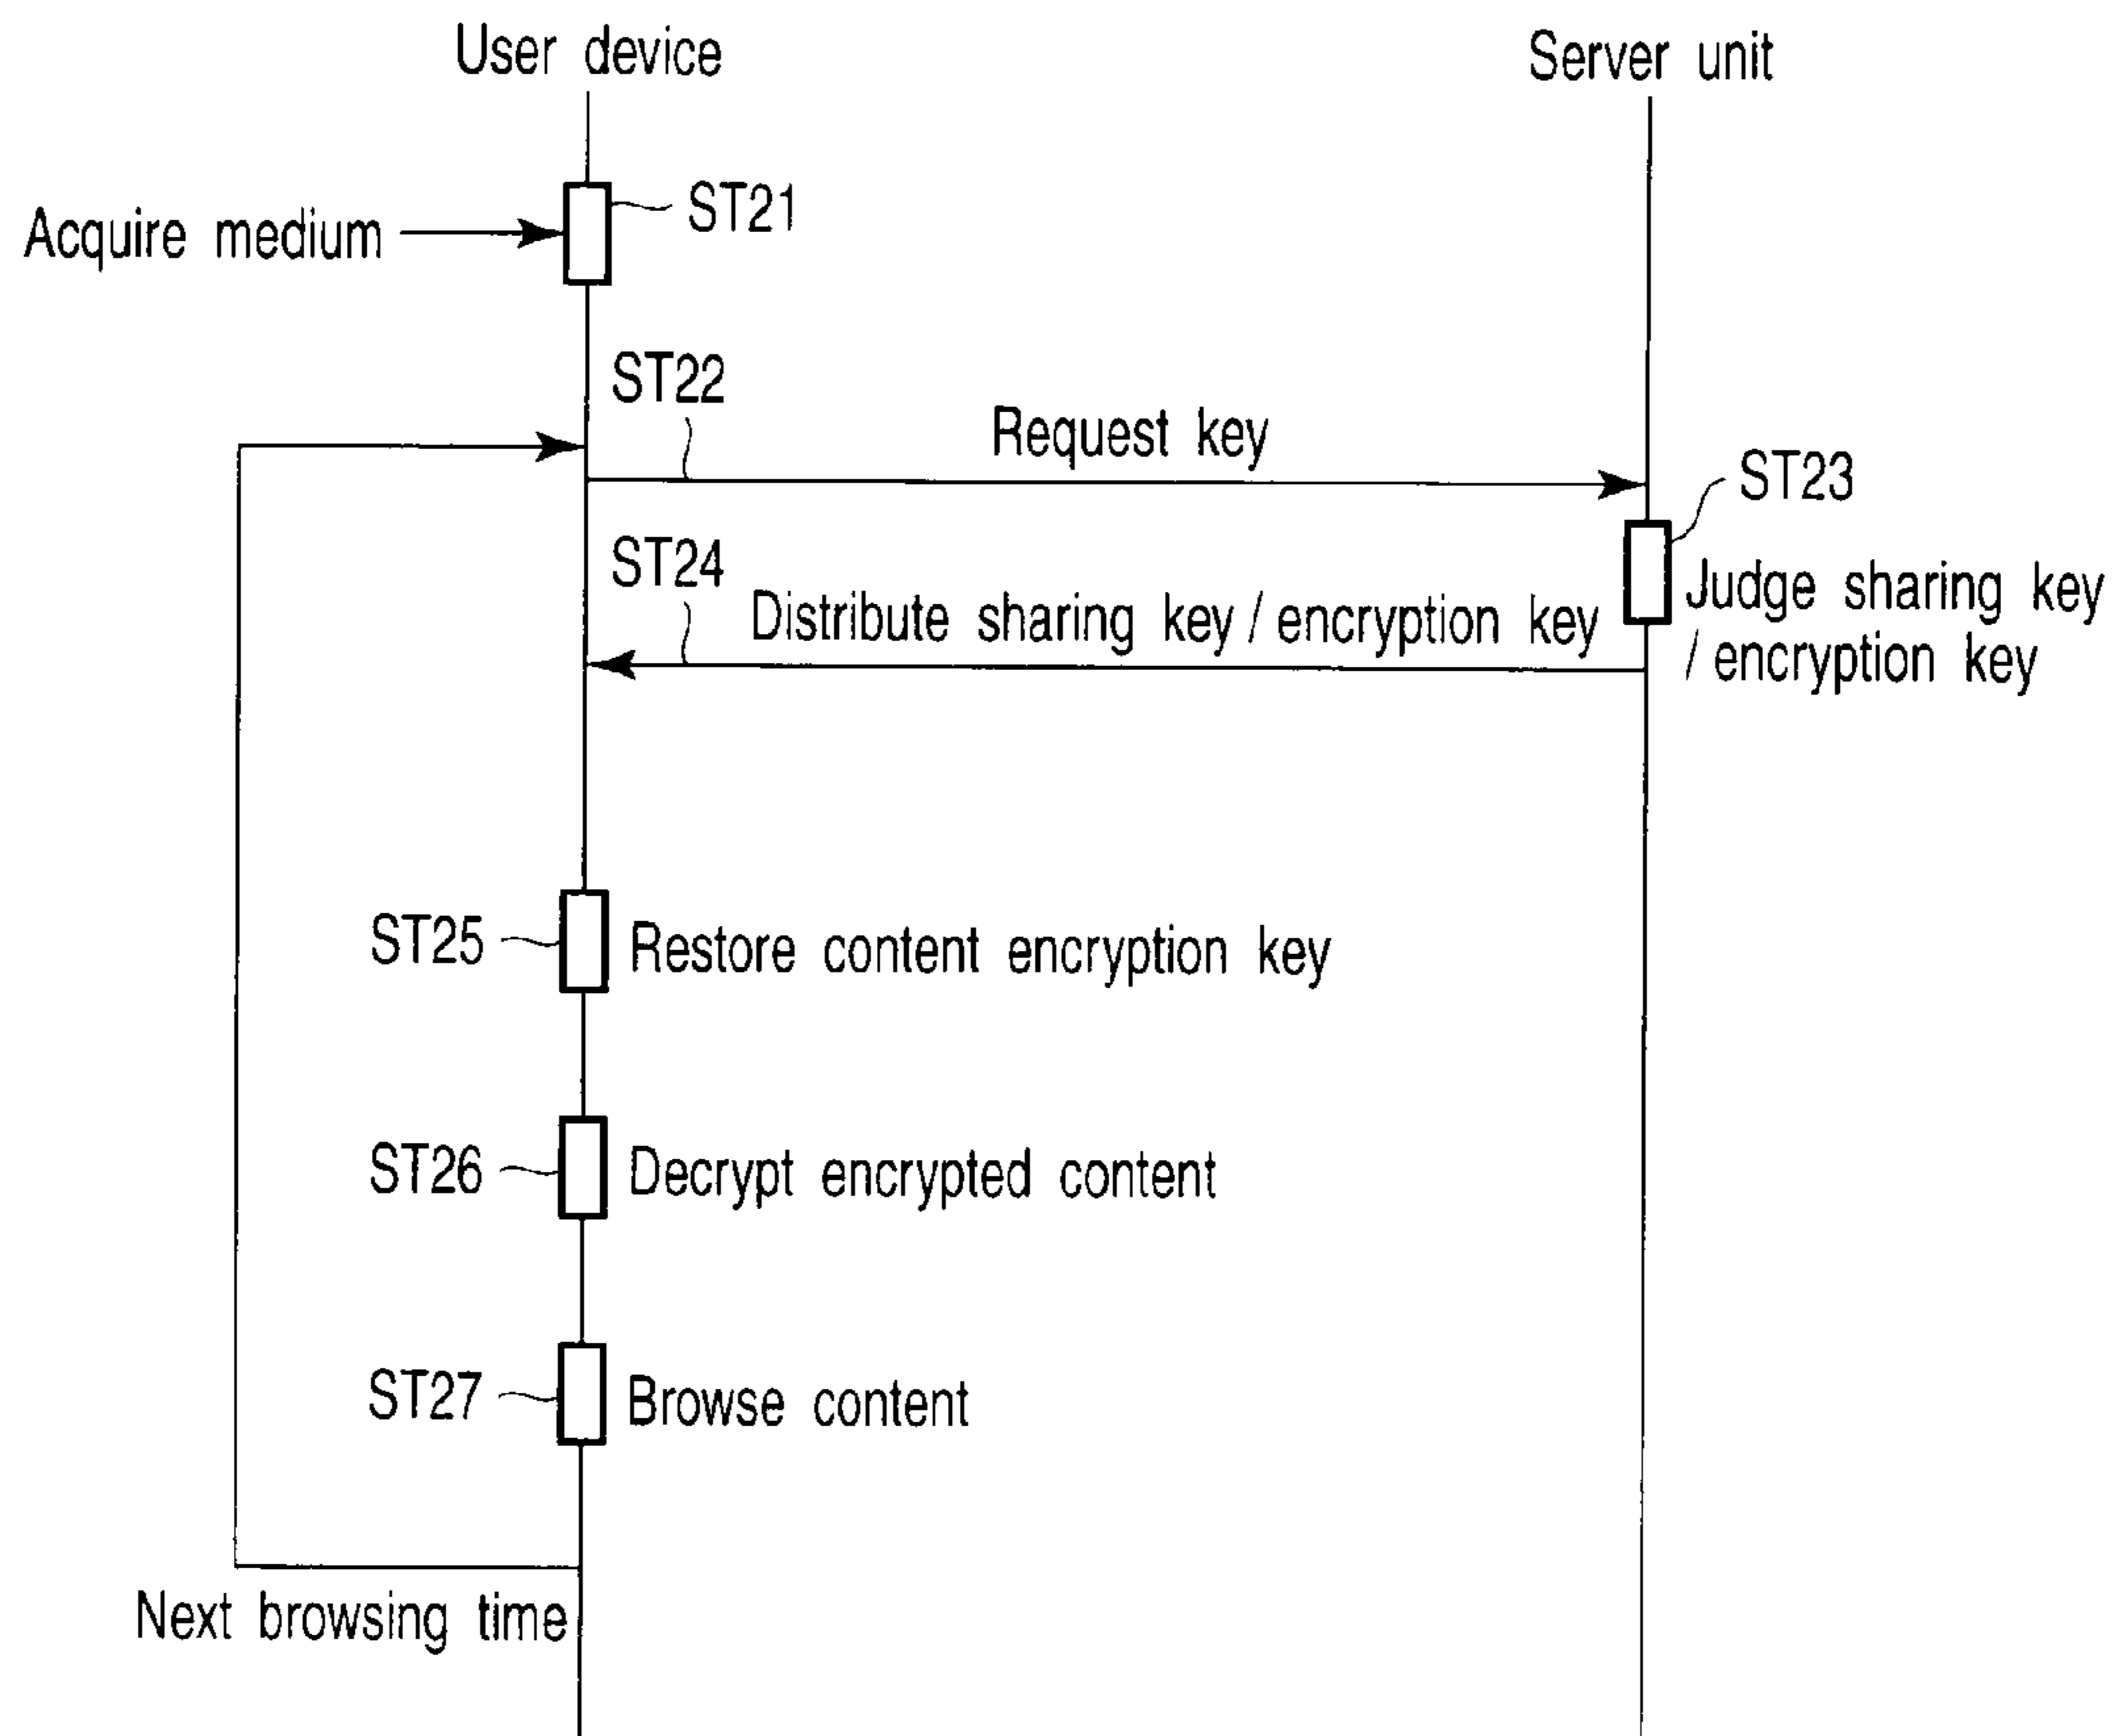 User device
Server unit
ST21
Acquire medium
ST22
Request key
ST23
ST24
Distribute sharing key / encryption key
Judge sharing key
/ encryption key
ST25
Restore content encryption key
ST26
Decrypt encrypted content
ST27
Browse content
Next browsing time